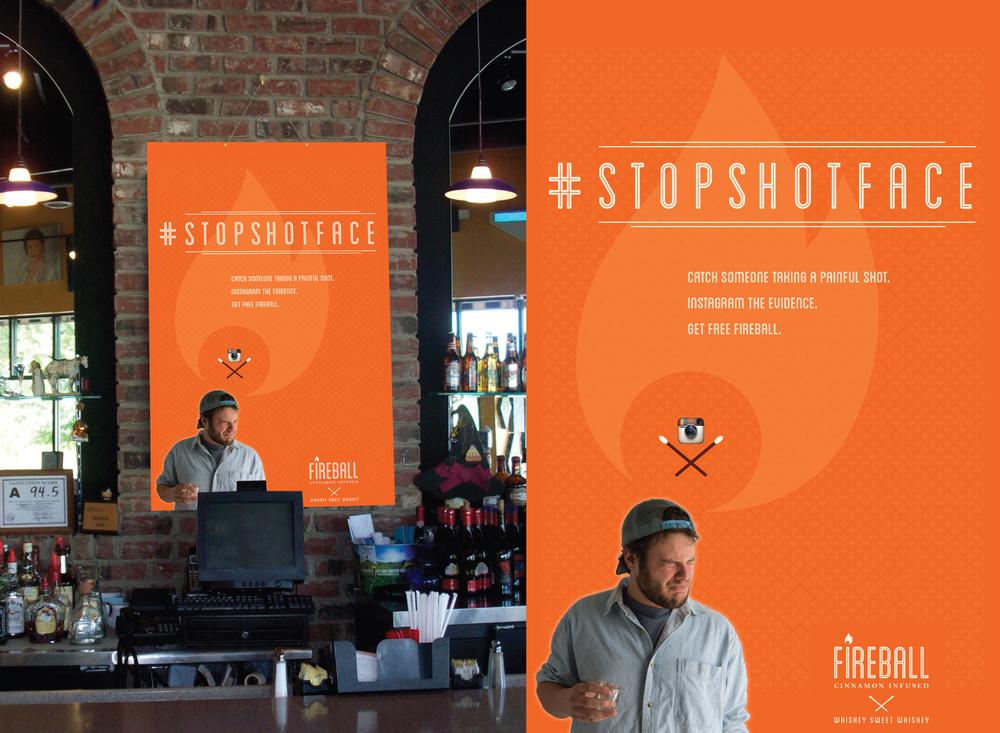 #STOPSHOTFACE
CATCH SOMEONE TAKING A PAINFUL SHOT.
INSTAGRAM THE EVIDENCE.
GET FREE FIREBALL.
FIREBALL
CINNAMON INFUSED
WHISKEY SWEET WHISKEY
SANITATION SCORE
A 94.5
#STOPSHOTFACE
CATCH SOMEONE TAKING A PAINFUL SHOT.
INSTAGRAM THE EVIDENCE.
GET FREE FIREBALL.
FIREBALL
CINNAMON INFUSED
WHISKEY SWEET WHISKEY